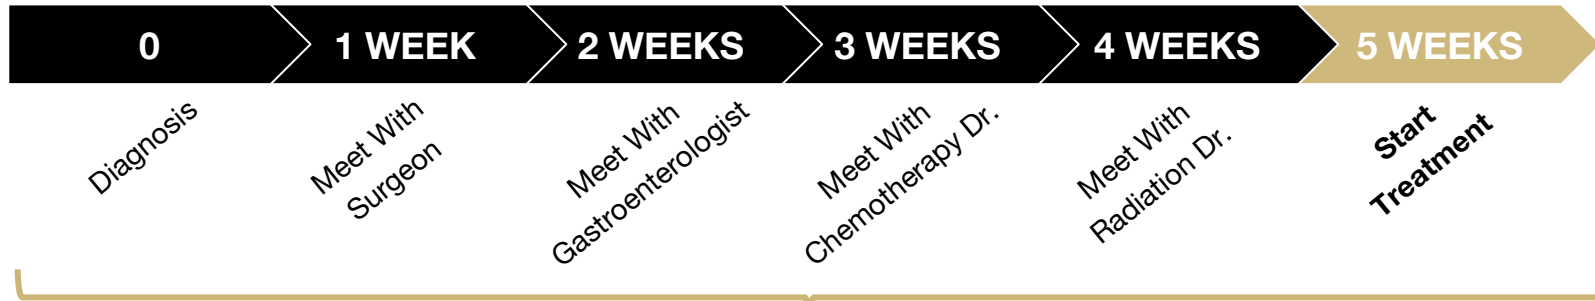 0
1 WEEK
2 WEEKS
3 WEEKS
4 WEEKS
5 WEEKS
Diagnosis
Meet With
Surgeon
Meet With
Gastroenterologist
Meet With
Chemotherapy Dr.
Meet With
Radiation Dr.
Start
Treatment